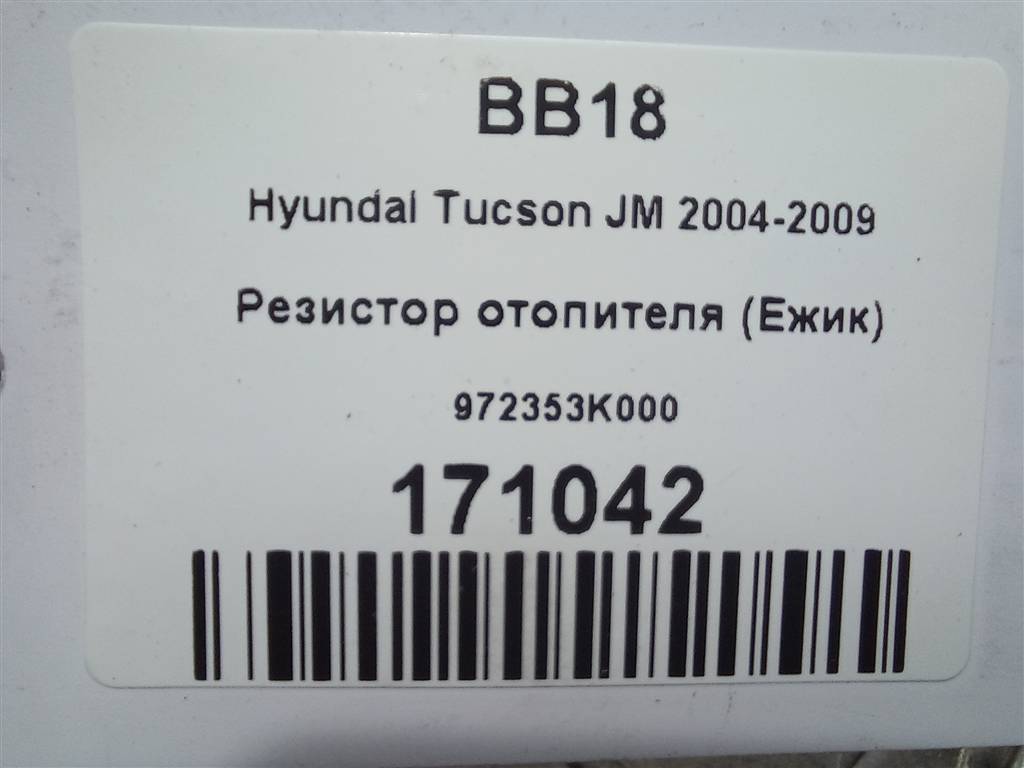 BB18
Hyundai Tucson JM 2004-2009
Резистор отопителя (Ежик)
972353K000
171042